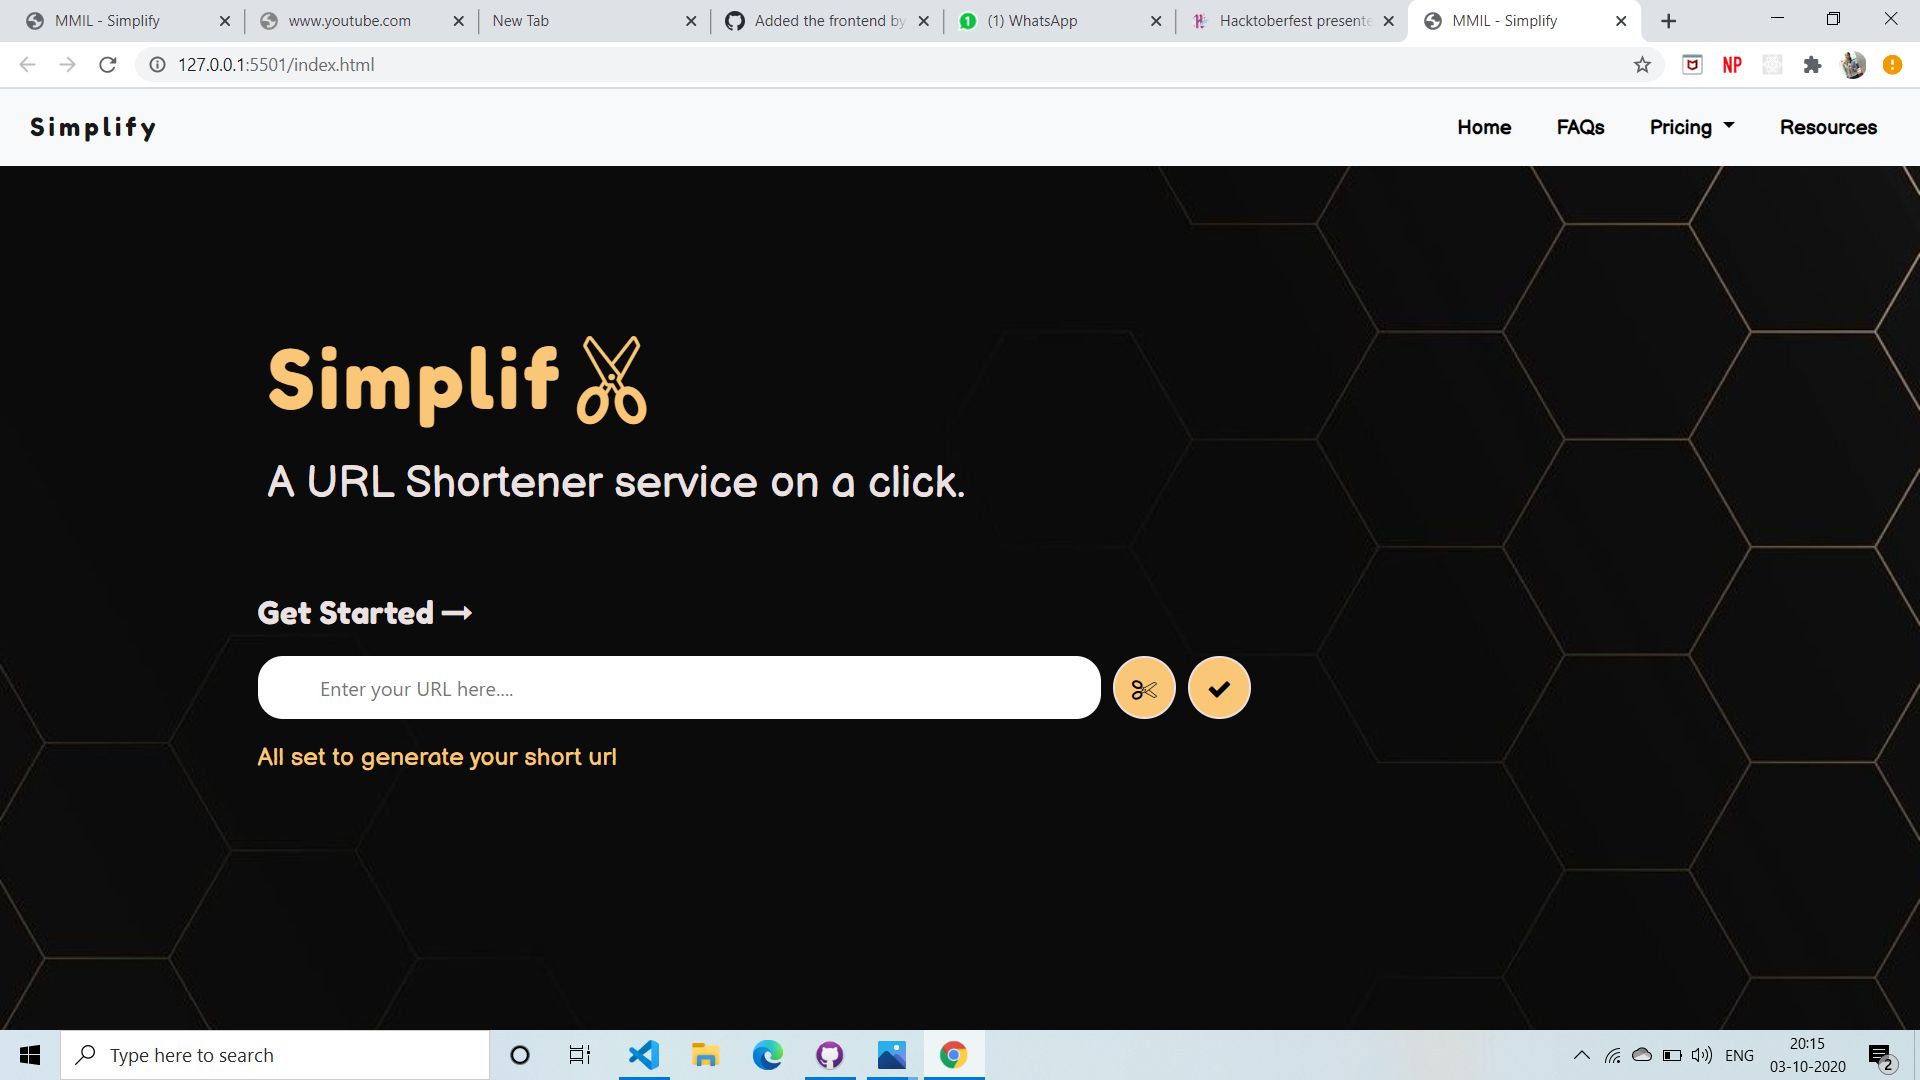 MMIL - Simplify
www.youtube.com
New Tab
Added the frontend by
(1) WhatsApp
Hacktoberfest presente
MMIL - Simplify
127.0.0.1:5501/index.html
NP
Simplify
Home
FAQs
Pricing
Resources
Simplif
A URL Shortener service on a click.
Get Started
Enter your URL here....
All set to generate your short url
Type here to search
ENG
20:15
03-10-2020
2